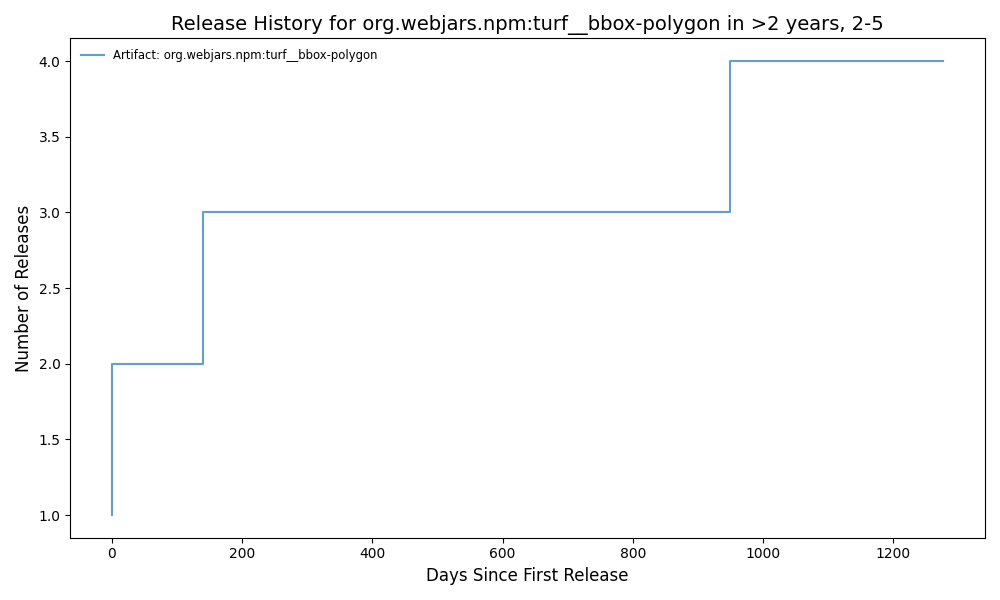 Release History for org.webjars.npm:turf__bbox-polygon in >2 years, 2-5
Artifact: org.webjars.npm:turf__bbox-polygon
Number of Releases
4.0
3.5
3.0
2.5
2.0
1.5
1.0
0 200 400 600 800 1000 1200
Days Since First Release